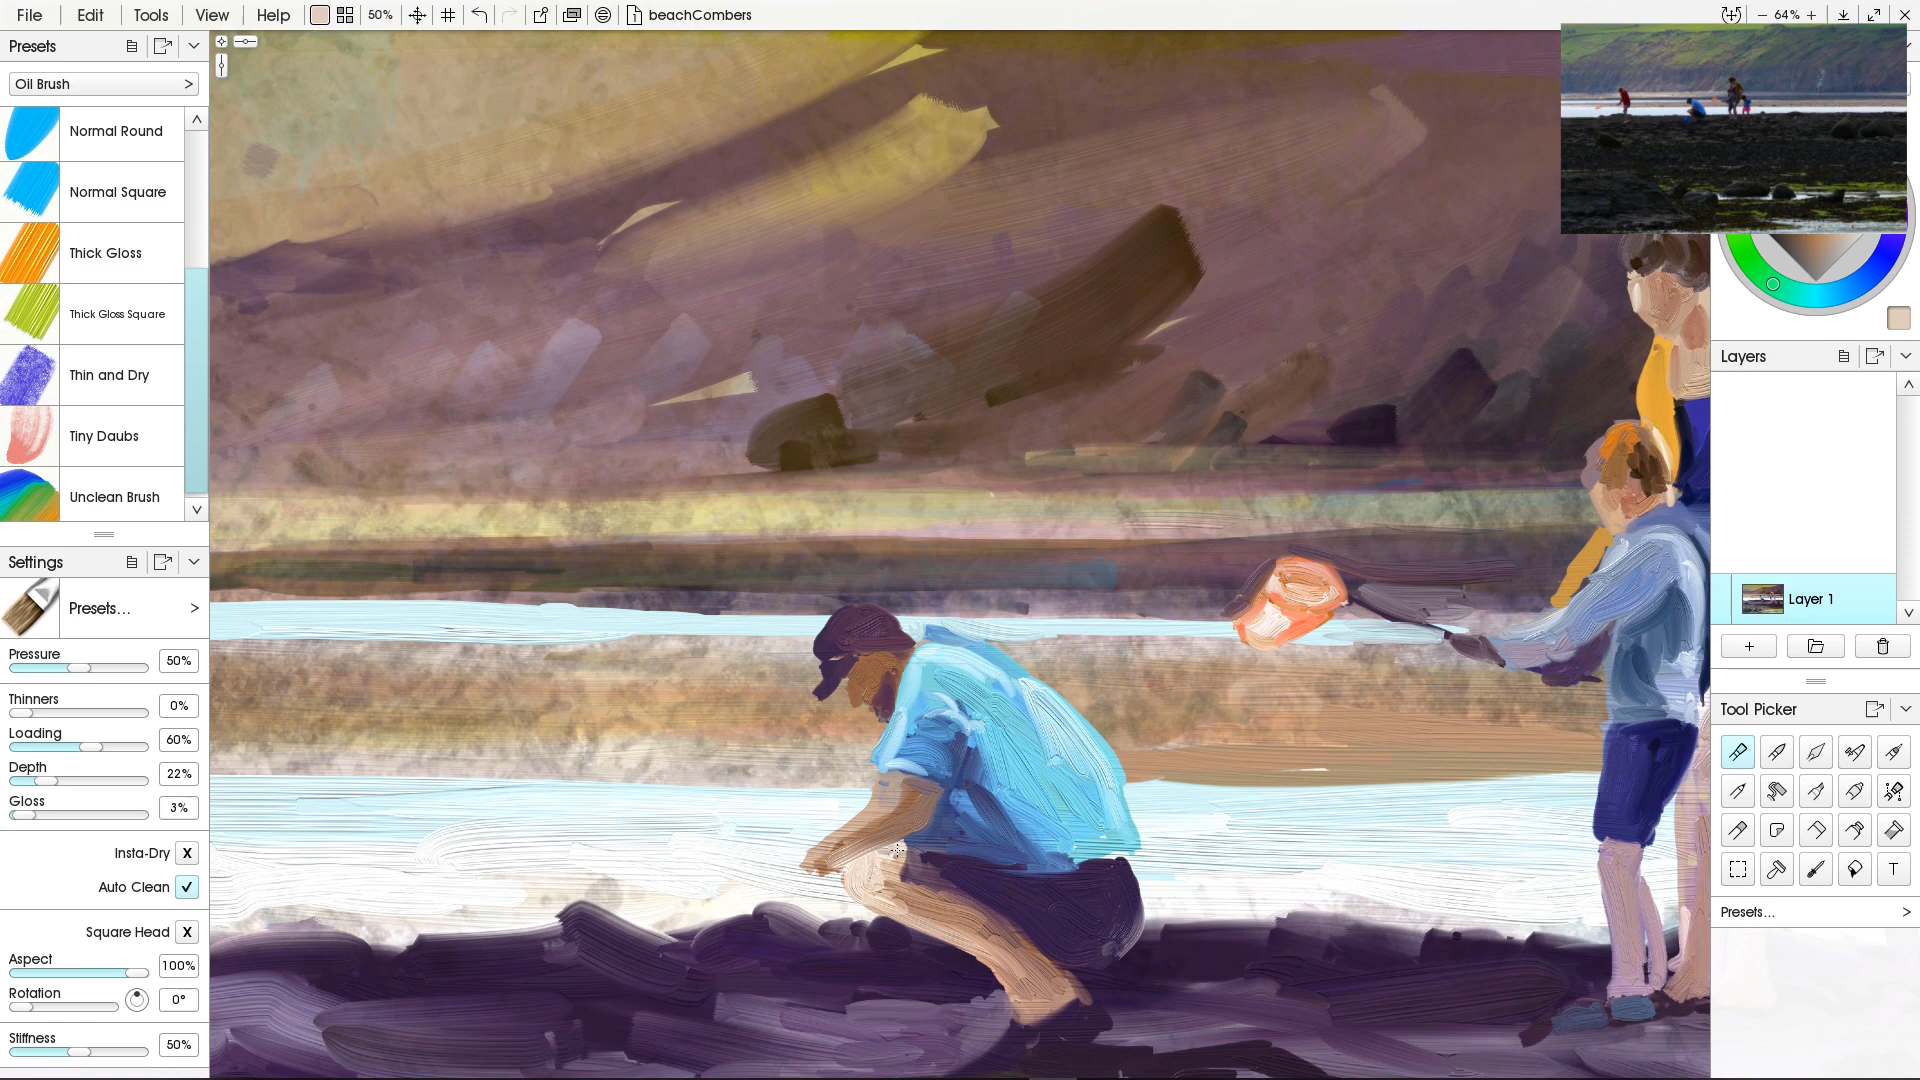 File Edit Tools View Help 50% beachCombers 64%
Presets
Oil Brush >
Normal Round
Normal Square
Thick Gloss
Thick Gloss Square
Thin and Dry
Tiny Daubs
Unclean Brush
Settings
Presets... >
Pressure 50%
Thinners 0%
Loading 60%
Depth 22%
Gloss 3%
Insta-Dry X
Auto Clean
Square Head X
Aspect 100%
Rotation 0°
Stiffness 50%
Layers
Layer 1
Tool Picker
T
Presets... >